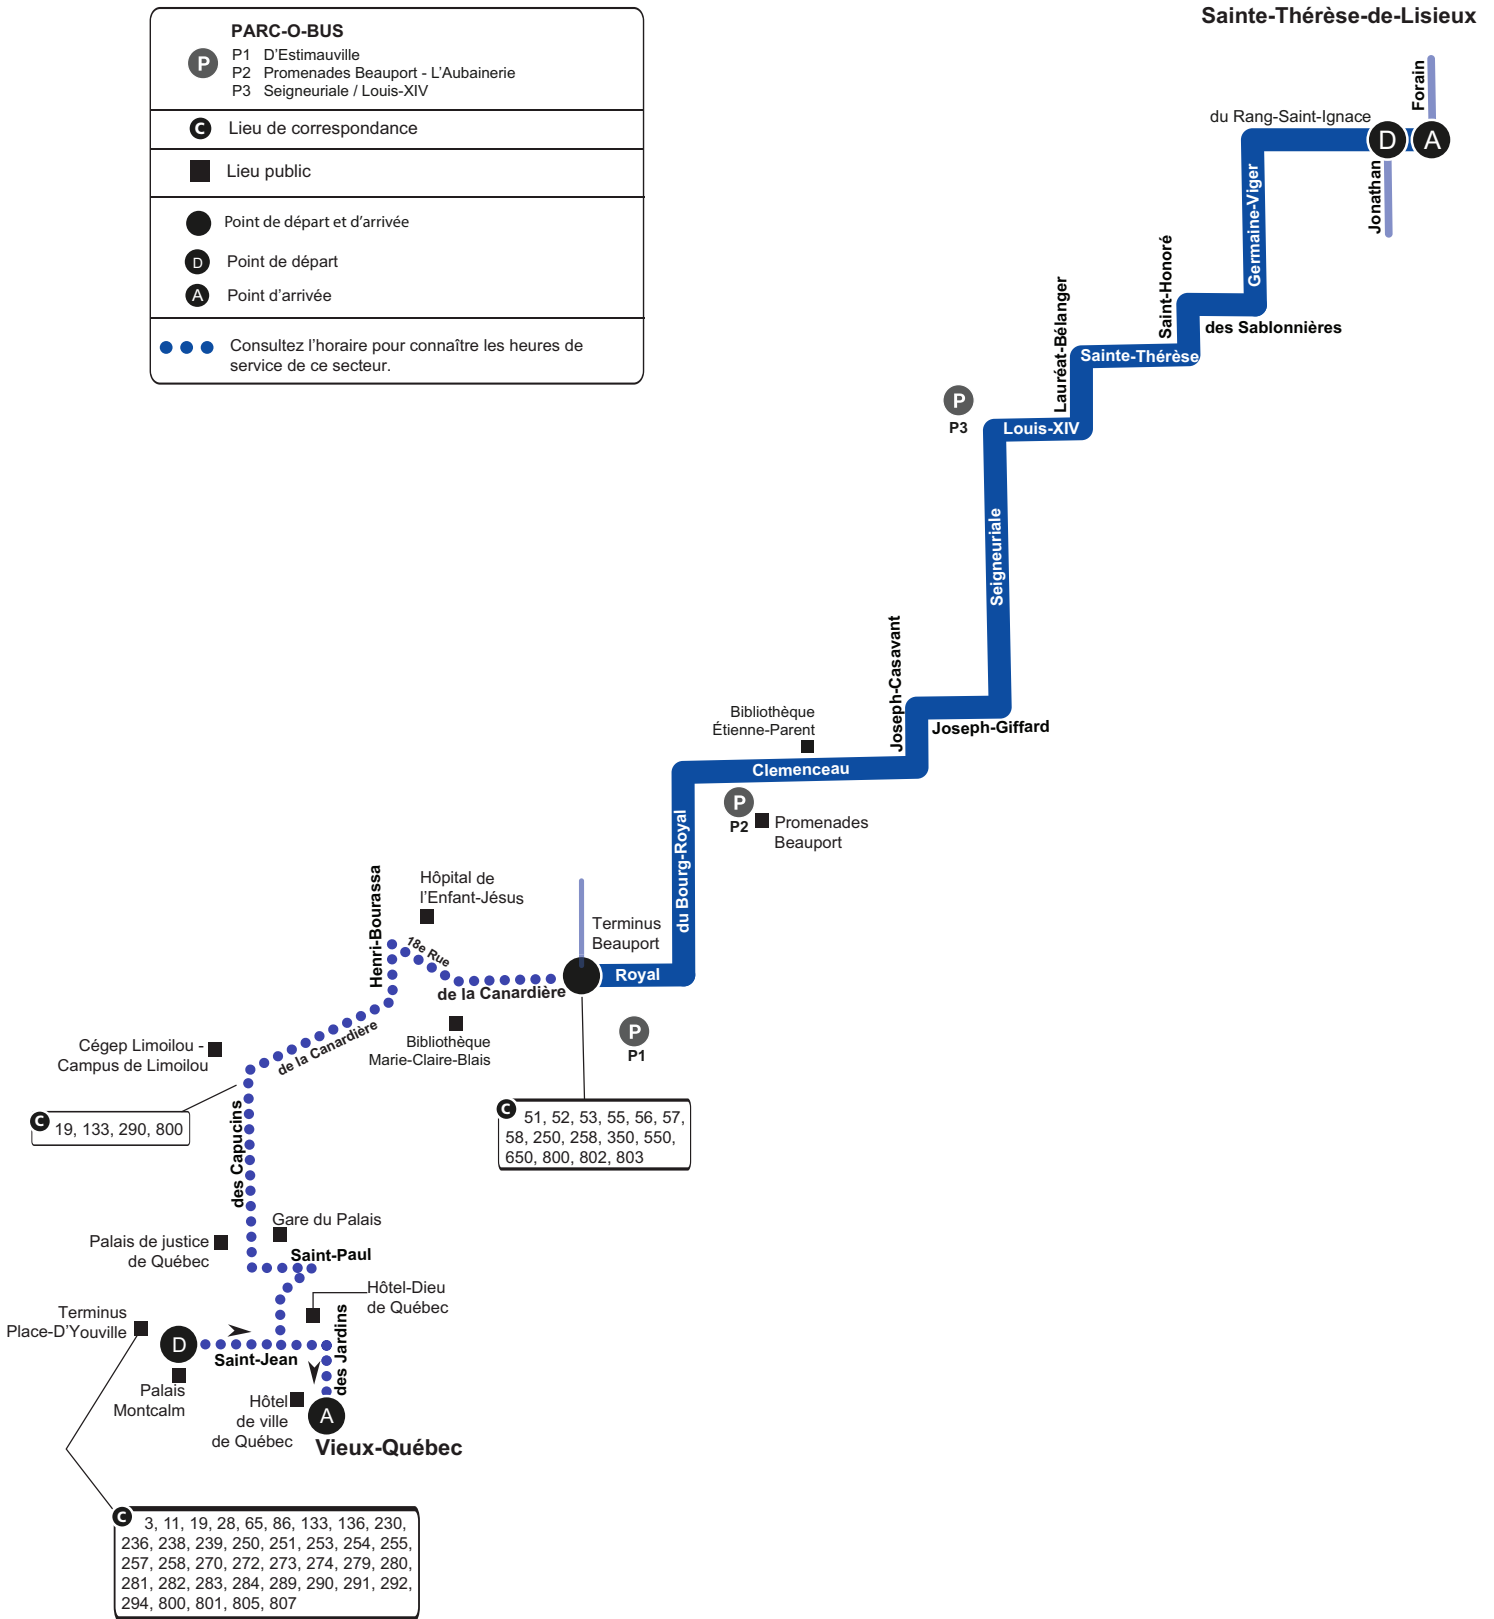 Sainte-Thérèse-de-Lisieux
PARC-O-BUS
P
P1 D'Estimauville
P2 Promenades Beauport - L'Aubainerie
P3 Seigneuriale / Louis-XIV
C Lieu de correspondance
Lieu public
Point de départ et d'arrivée
D Point de départ
A Point d'arrivée
Consultez l'horaire pour connaître les heures de
service de ce secteur.
Forain
du Rang-Saint-Ignace
D
A
Jonathan
Germaine-Viger
Saint-Honoré
des Sablonnières
Lauréat-Bélanger
Sainte-Thérèse
P
P3
Louis-XIV
Seigneuriale
Joseph-Casavant
Joseph-Giffard
Bibliothèque
Étienne-Parent
Clemenceau
P
P2
Promenades
Beauport
du Bourg-Royal
Henri-Bourassa
Hôpital de
l'Enfant-Jésus
18e Rue
Terminus
Beauport
Royal
de la Canardière
P
P1
Bibliothèque
Marie-Claire-Blais
de la Canardière
Cégep Limoilou -
Campus de Limoilou
C 19, 133, 290, 800
C 51, 52, 53, 55, 56, 57,
58, 250, 258, 350, 550,
650, 800, 802, 803
des Capucins
Gare du Palais
Palais de justice
de Québec
Saint-Paul
Hôtel-Dieu
de Québec
Terminus
Place-D'Youville
D
Saint-Jean
des Jardins
Palais
Montcalm
Hôtel
de ville
de Québec
A
Vieux-Québec
C 3, 11, 19, 28, 65, 86, 133, 136, 230,
236, 238, 239, 250, 251, 253, 254, 255,
257, 258, 270, 272, 273, 274, 279, 280,
281, 282, 283, 284, 289, 290, 291, 292,
294, 800, 801, 805, 807